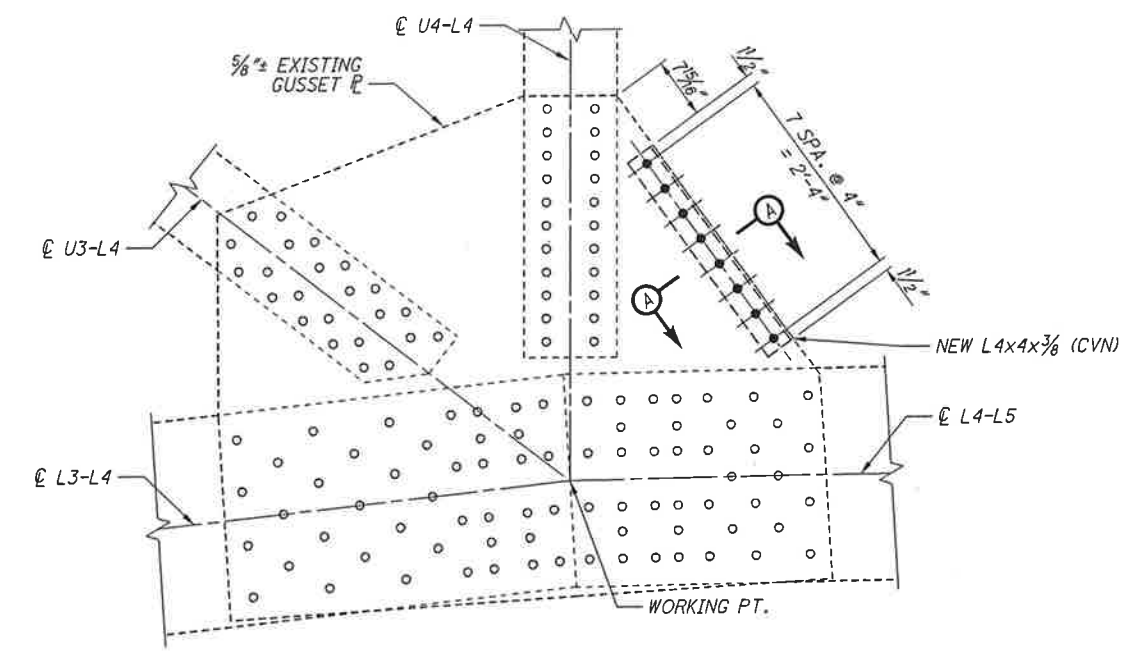 ℄ U4-L4
5/8"± EXISTING
GUSSET ℙL
7 15/16"
1 1/2"
7 SPA. @ 4"
= 2'-4"
A
℄ U3-L4
A
1 1/2"
NEW L4x4x3/8 (CVN)
℄ L4-L5
℄ L3-L4
WORKING PT.